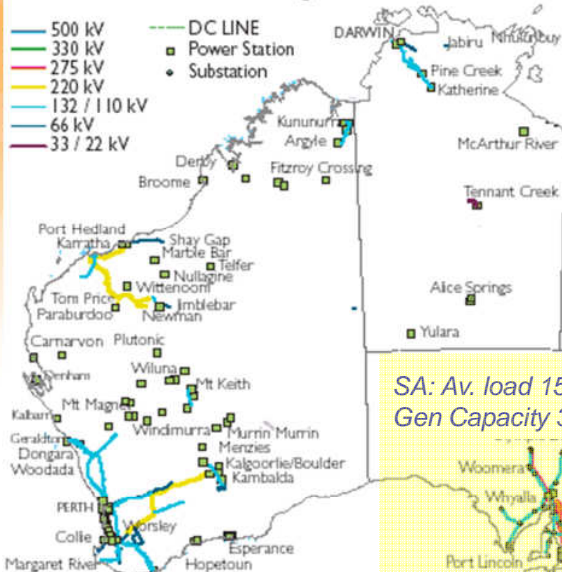 500 kV
330 kV
275 kV
220 kV
132 / 110 kV
66 kV
33 / 22 kV
DC LINE
Power Station
Substation
DARWIN
Jabiru
Nhulunbuy
Pine Creek
Katherine
Kununurra
Argyle
McArthur River
Derby
Fitzroy Crossing
Broome
Tennant Creek
Port Hedland
Karratha
Shay Gap
Marble Bar
Telfer
Nullagine
Wittenoom
Tom Price
Jimblebar
Paraburdoo
Newman
Alice Springs
Yulara
Carnarvon
Plutonic
Denham
Wiluna
Mt Keith
Kalbarri
Mt Magnet
Windimurra
Murrin Murrin
Geraldton
Dongara
Woodada
Menzies
Kalgoorlie/Boulder
Kambalda
PERTH
Collie
Worsley
Margaret River
Hopetoun
Esperance
SA: Av. load 15
Gen Capacity 3
Woomera
Whyalla
Port Lincoln